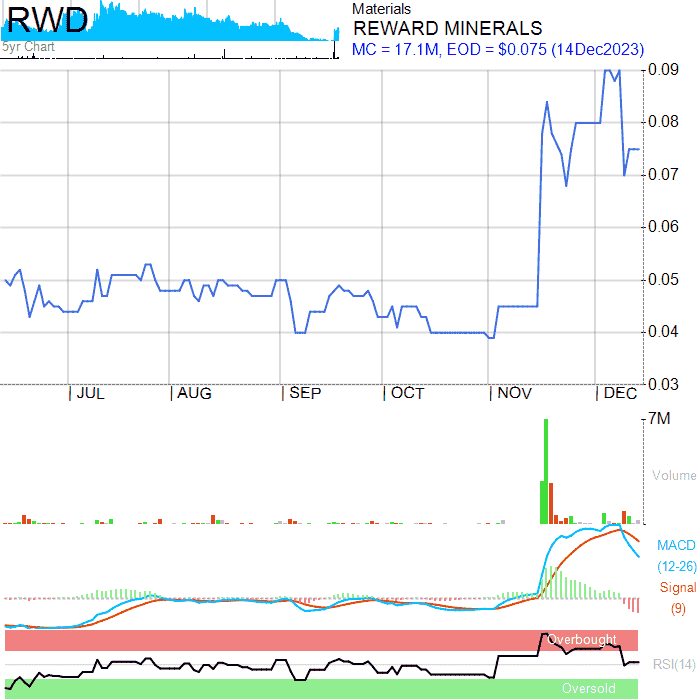 RWD
5yr Chart
Materials
REWARD MINERALS
MC = 17.1M, EOD = $0.075 (14Dec2023)
0.09
0.08
0.07
0.06
0.05
0.04
0.03
JUL AUG SEP OCT NOV DEC
7M
Volume
MACD
(12-26)
Signal
(9)
Overbought
RSI(14)
Oversold